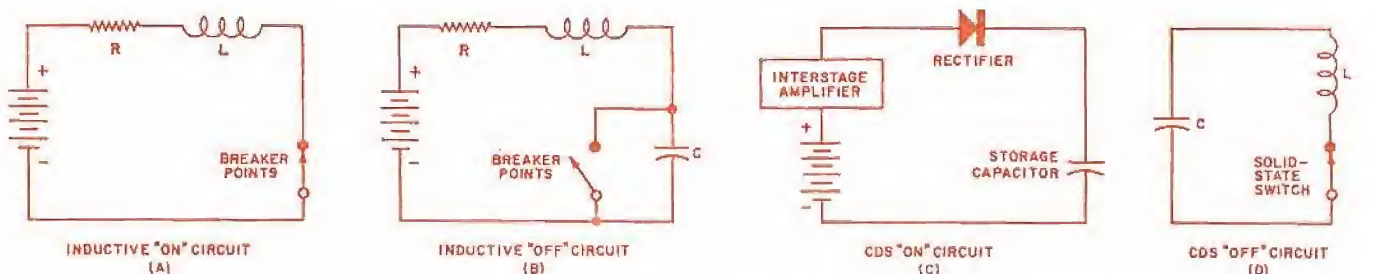 +
R
L
-
BREAKER
POINTS
INDUCTIVE "ON" CIRCUIT
(A)
+
R
L
-
BREAKER
POINTS
C
INDUCTIVE "OFF" CIRCUIT
(B)
INTERSTAGE
AMPLIFIER
+
-
RECTIFIER
STORAGE
CAPACITOR
CDS "ON" CIRCUIT
(C)
C
L
SOLID-
STATE
SWITCH
CDS "OFF" CIRCUIT
(D)